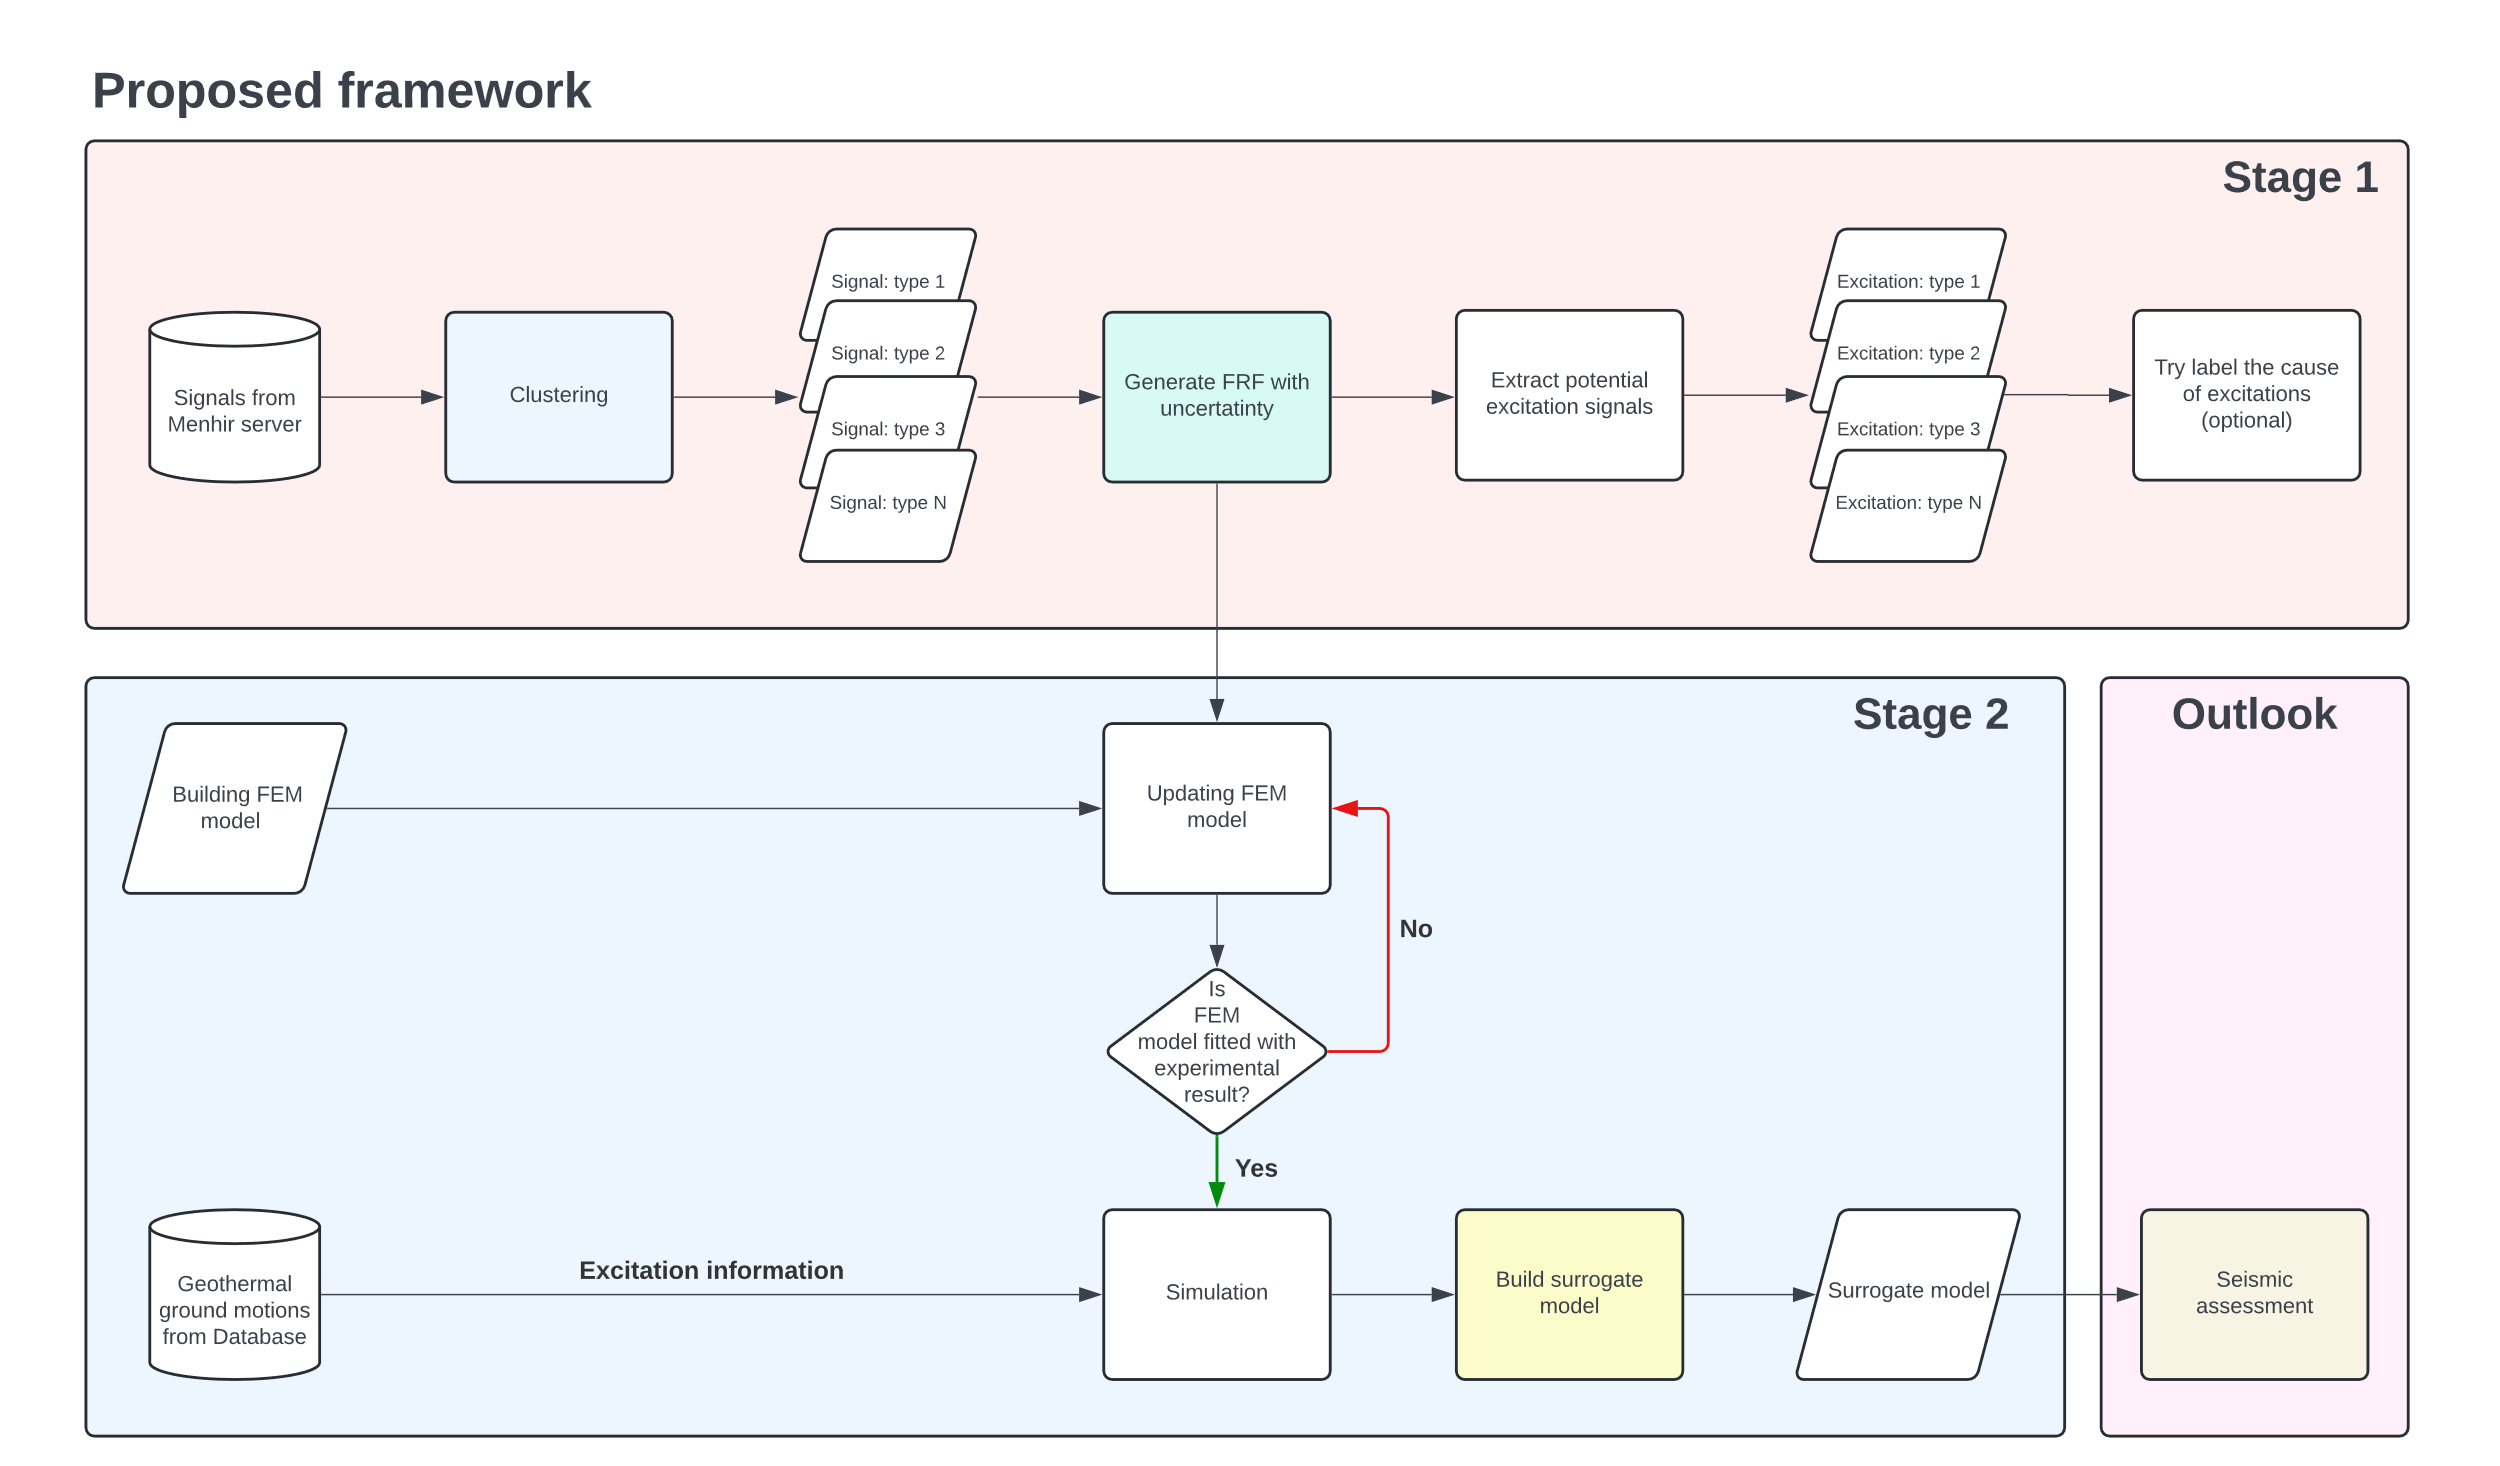 Proposed framework
Stage 1
Signals from
Menhir server
Clustering
Signal: type 1
Signal: type 2
Signal: type 3
Signal: type N
Generate FRF with
uncertatinty
Extract potential
excitation signals
Excitation: type 1
Excitation: type 2
Excitation: type 3
Excitation: type N
Try label the cause
of excitations
(optional)
Stage 2
Building FEM
model
Updating FEM
model
No
Is
FEM
model fitted with
experimental
result?
Yes
Geothermal
ground motions
from Database
Excitation information
Simulation
Build surrogate
model
Surrogate model
Outlook
Seismic
assessment